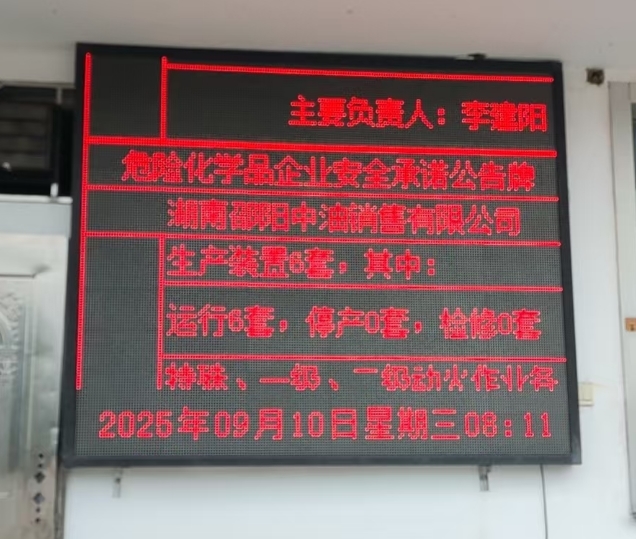 主要负责人：李建阳
危险化学品企业安全承诺公告牌
湖南邵阳中油销售有限公司
生产装置6套，其中：
运行6套，停产0套，检修0套
特殊、一级、二级动火作业各
2025年09月10日星期三08:11